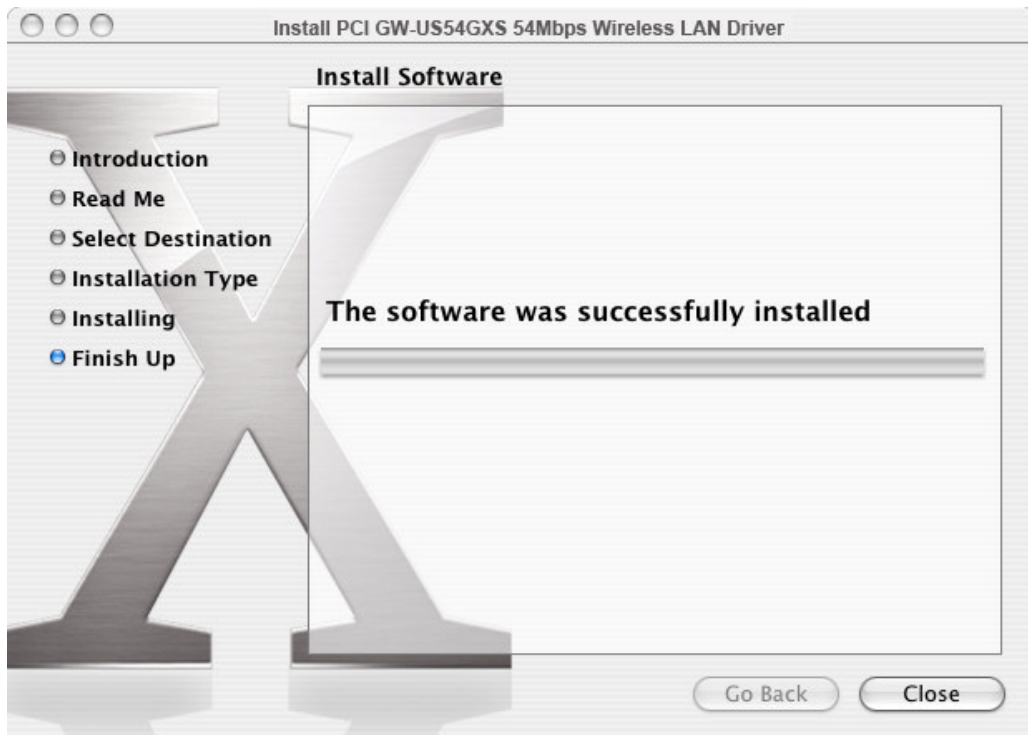 Install PCI GW-US54GXS 54Mbps Wireless LAN Driver
Install Software
Introduction
Read Me
Select Destination
Installation Type
Installing
Finish Up
The software was successfully installed
Go Back
Close